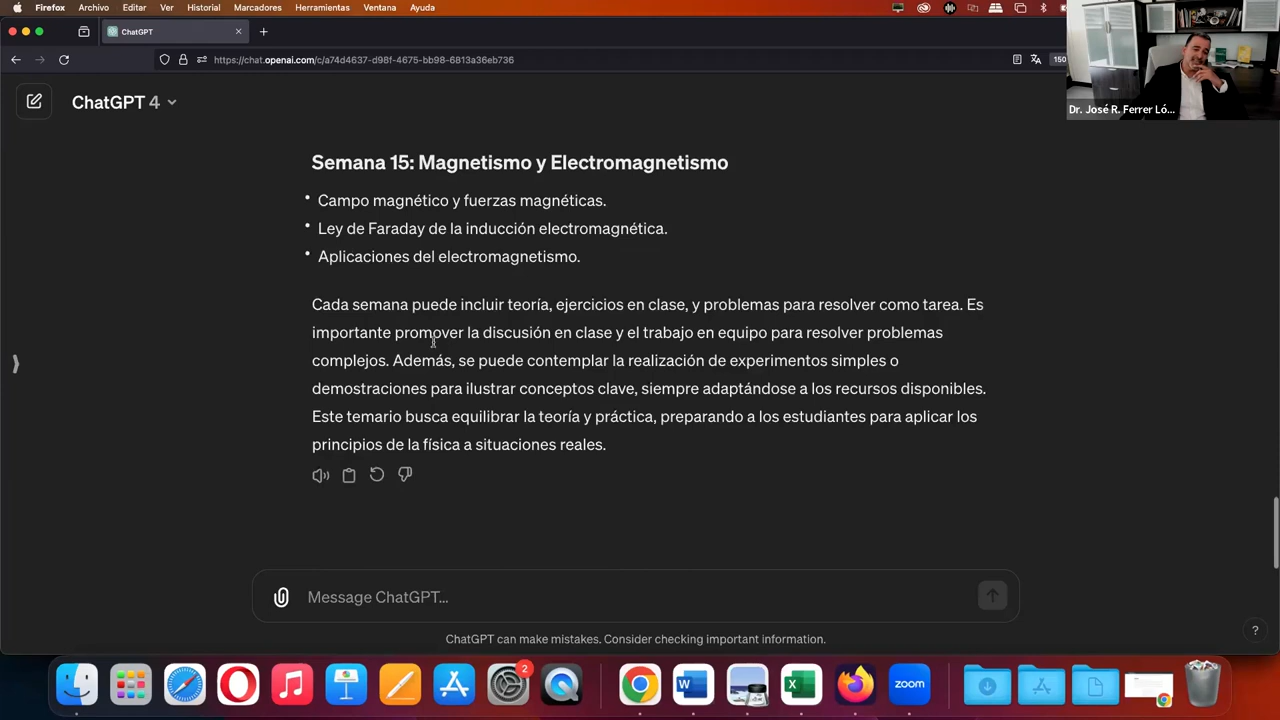 Firefox Archivo Editar Ver Historial Marcadores Herramientas Ventana Ayuda
ChatGPT
https://chat.openai.com/c/a74d4637-d98f-4675-bb98-6813a36eb736
150
Dr. José R. Ferrer Ló...
ChatGPT 4
Semana 15: Magnetismo y Electromagnetismo
• Campo magnético y fuerzas magnéticas.
• Ley de Faraday de la inducción electromagnética.
• Aplicaciones del electromagnetismo.
Cada semana puede incluir teoría, ejercicios en clase, y problemas para resolver como tarea. Es
importante promover la discusión en clase y el trabajo en equipo para resolver problemas
complejos. Además, se puede contemplar la realización de experimentos simples o
demostraciones para ilustrar conceptos clave, siempre adaptándose a los recursos disponibles.
Este temario busca equilibrar la teoría y práctica, preparando a los estudiantes para aplicar los
principios de la física a situaciones reales.
Message ChatGPT...
ChatGPT can make mistakes. Consider checking important information.
?
2
W
X
zoom